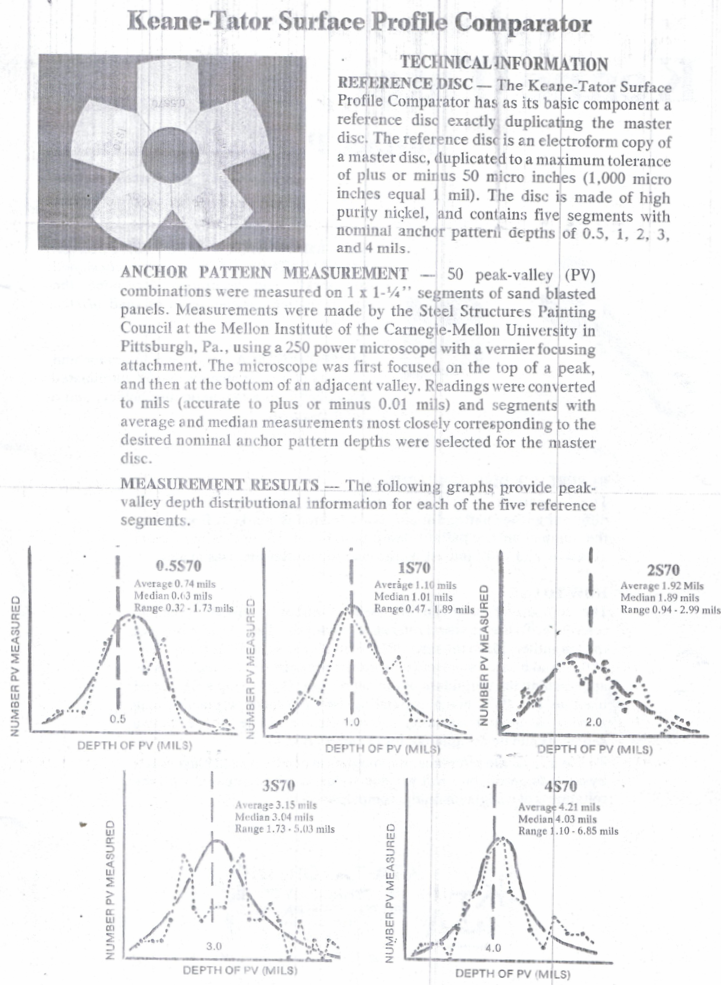 Keane-Tator Surface Profile Comparator
TECHNICAL INFORMATION
REFERENCE DISC — The Keane-Tator Surface
Profile Comparator has as its basic component a
reference disc exactly duplicating the master
disc. The reference disc is an electroform copy of
a master disc, duplicated to a maximum tolerance
of plus or minus 50 micro inches (1,000 micro
inches equal 1 mil). The disc is made of high
purity nickel, and contains five segments with
nominal anchor pattern depths of 0.5, 1, 2, 3,
and 4 mils.
ANCHOR PATTERN MEASUREMENT — 50 peak-valley (PV)
combinations were measured on 1 x 1-¼" segments of sand blasted
panels. Measurements were made by the Steel Structures Painting
Council at the Mellon Institute of the Carnegie-Mellon University in
Pittsburgh, Pa., using a 250 power microscope with a vernier focusing
attachment. The microscope was first focused on the top of a peak,
and then at the bottom of an adjacent valley. Readings were converted
to mils (accurate to plus or minus 0.01 mils) and segments with
average and median measurements most closely corresponding to the
desired nominal anchor pattern depths were selected for the master
disc.
MEASUREMENT RESULTS — The following graphs provide peak-
valley depth distributional information for each of the five reference
segments.
0.5S70
Average 0.74 mils
Median 0.63 mils
Range 0.32 - 1.73 mils
NUMBER PV MEASURED
0.5
DEPTH OF PV (MILS)
1S70
Average 1.10 mils
Median 1.01 mils
Range 0.47 - 1.89 mils
NUMBER PV MEASURED
1.0
DEPTH OF PV (MILS)
2S70
Average 1.92 Mils
Median 1.89 mils
Range 0.94 - 2.99 mils
NUMBER PV MEASURED
2.0
DEPTH OF PV (MILS)
3S70
Average 3.15 mils
Median 3.04 mils
Range 1.73 - 5.03 mils
NUMBER PV MEASURED
3.0
DEPTH OF PV (MILS)
4S70
Average 4.21 mils
Median 4.03 mils
Range 1.10 - 6.85 mils
NUMBER PV MEASURED
4.0
DEPTH OF PV (MILS)